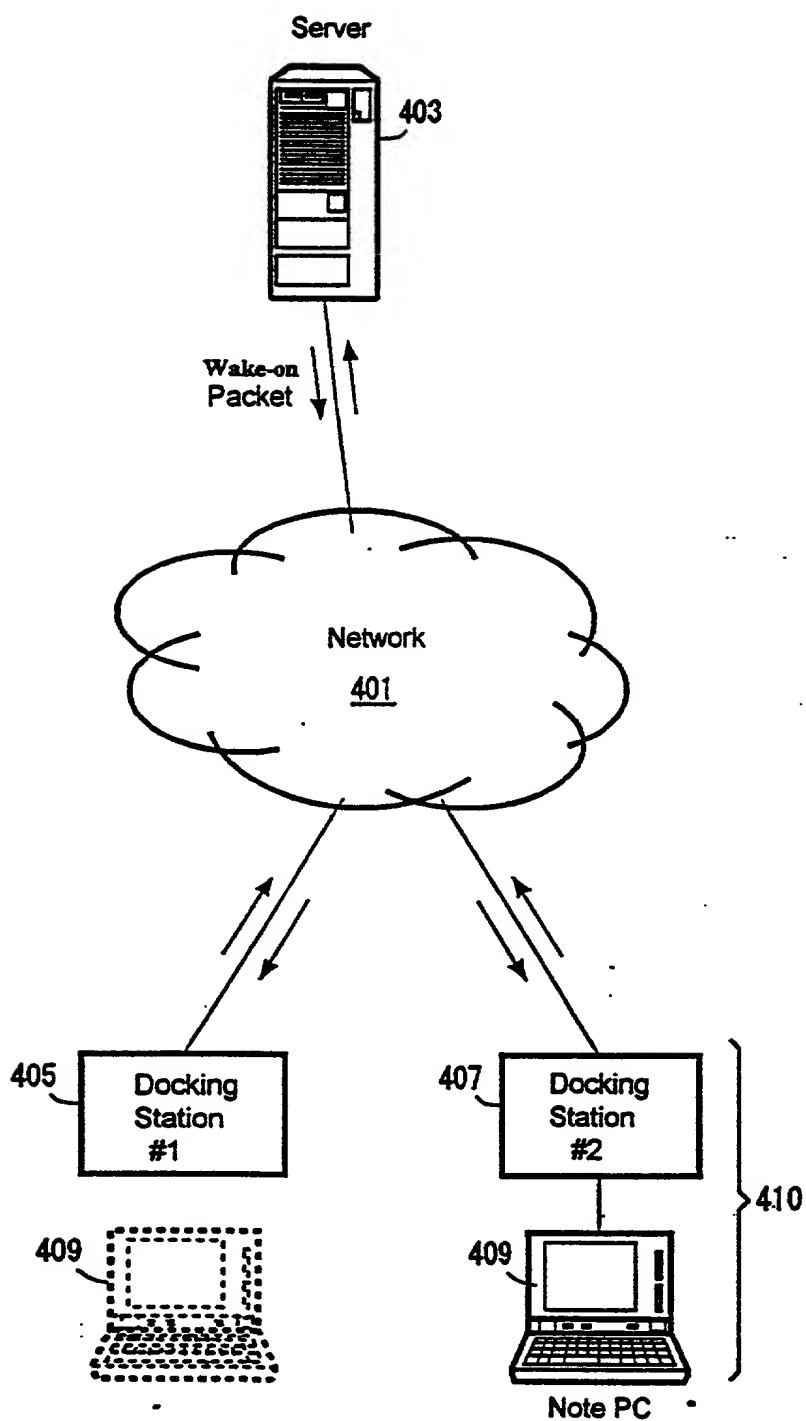 Server
403
Wake-on
Packet
Network
401
405
Docking
Station
#1
407
Docking
Station
#2
410
409
409
Note PC